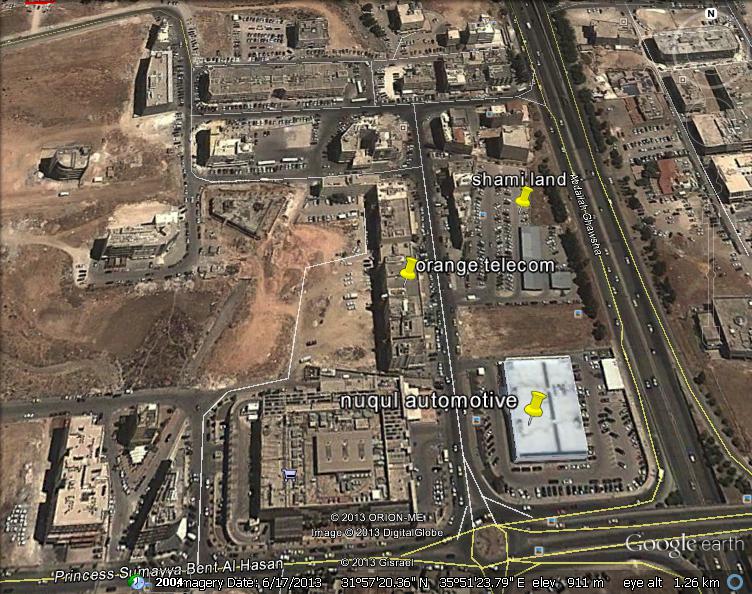 N
shami land
Abdallah Ghawsha
orange telecom
nuqul automotive
© 2013 ORION-ME
Image © 2013 DigitalGlobe
© 2013 Gisrael
Google earth
Princess Sumayya Bent Al Hasan
2004
Imagery Date: 6/17/2013 31°57'20.36" N 35°51'23.79" E elev 911 m eye alt 1.26 km